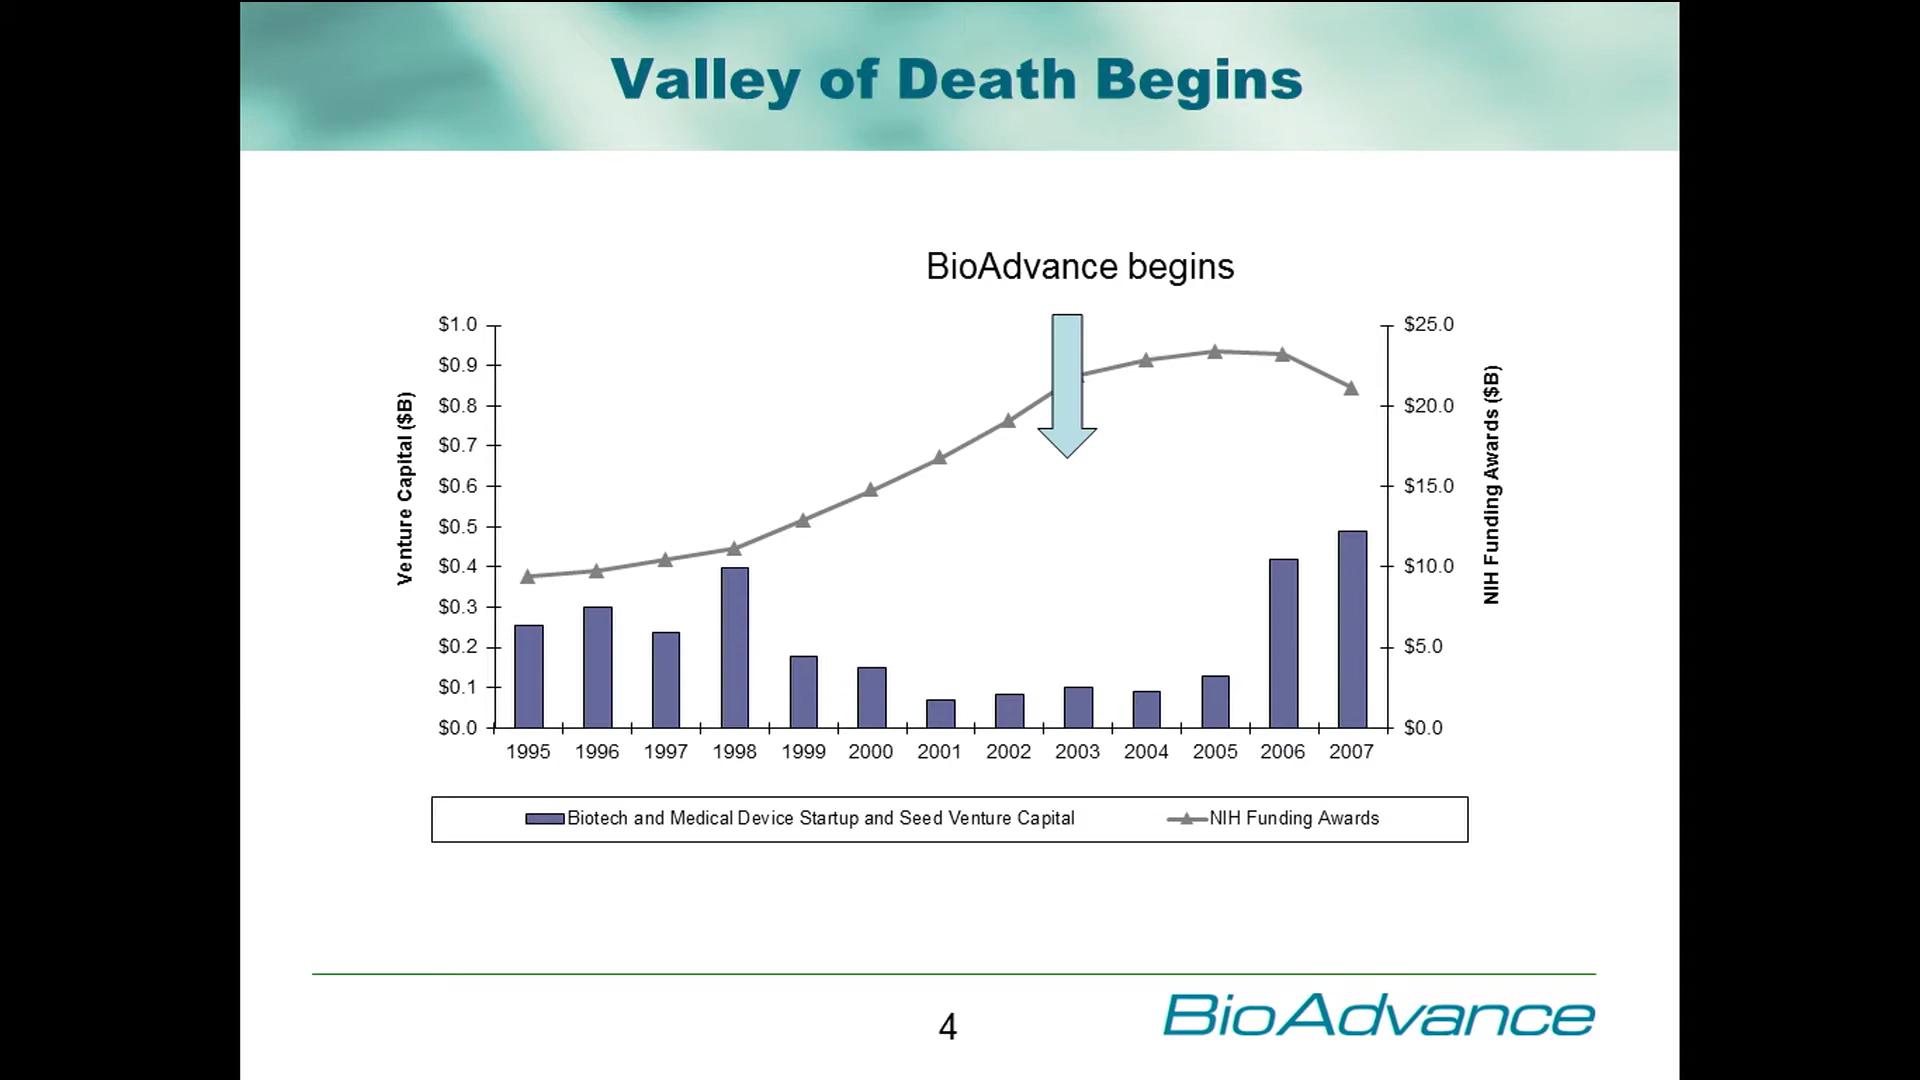 Valley of Death Begins
BioAdvance begins
Venture Capital ($B)
$1.0
$0.9
$0.8
$0.7
$0.6
$0.5
$0.4
$0.3
$0.2
$0.1
$0.0
$25.0
$20.0
$15.0
$10.0
$5.0
$0.0
NIH Funding Awards ($B)
1995 1996 1997 1998 1999 2000 2001 2002 2003 2004 2005 2006 2007
Biotech and Medical Device Startup and Seed Venture Capital NIH Funding Awards
4
BioAdvance